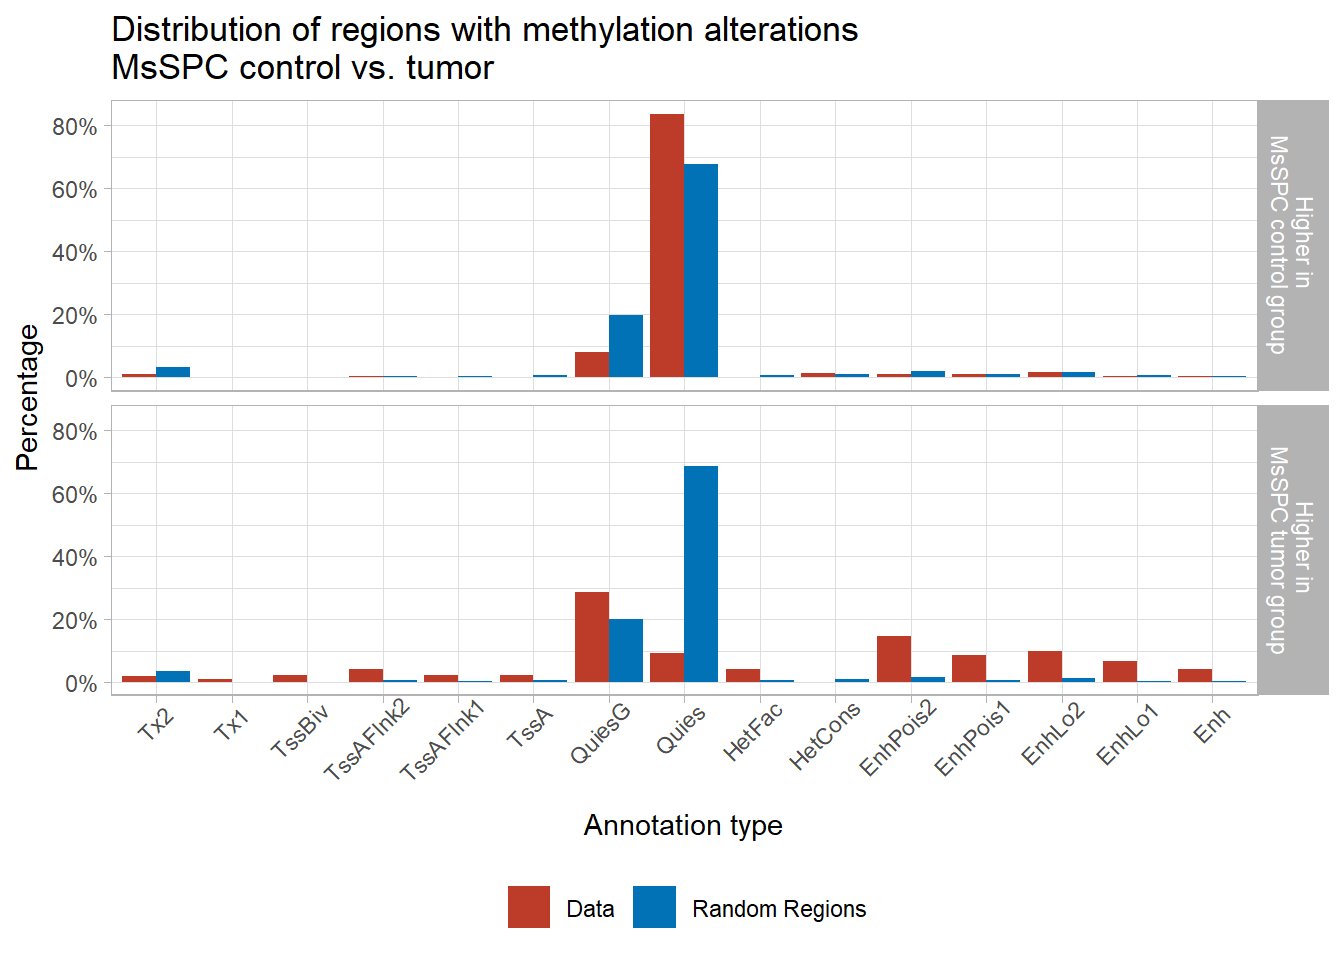 Distribution of regions with methylation alterations
MsSPC control vs. tumor
80%
60%
40%
20%
0%
Higher in
MsSPC control group
Percentage
80%
60%
40%
20%
0%
Higher in
MsSPC tumor group
Tx2
Tx1
TssBiv
TssAFlnk2
TssAFlnk1
TssA
QuiesG
Quies
HetFac
HetCons
EnhPois2
EnhPois1
EnhLo2
EnhLo1
Enh
Annotation type
Data
Random Regions